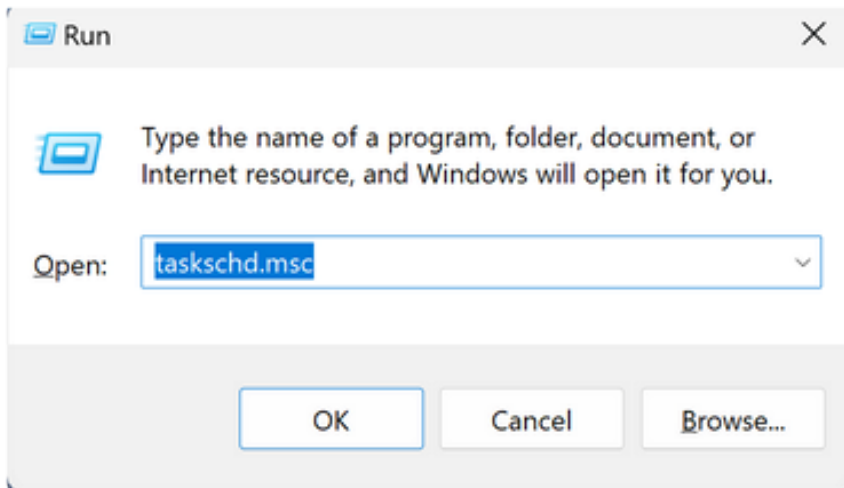 Run
Type the name of a program, folder, document, or
Internet resource, and Windows will open it for you.
Open: taskschd.msc
OK Cancel Browse...